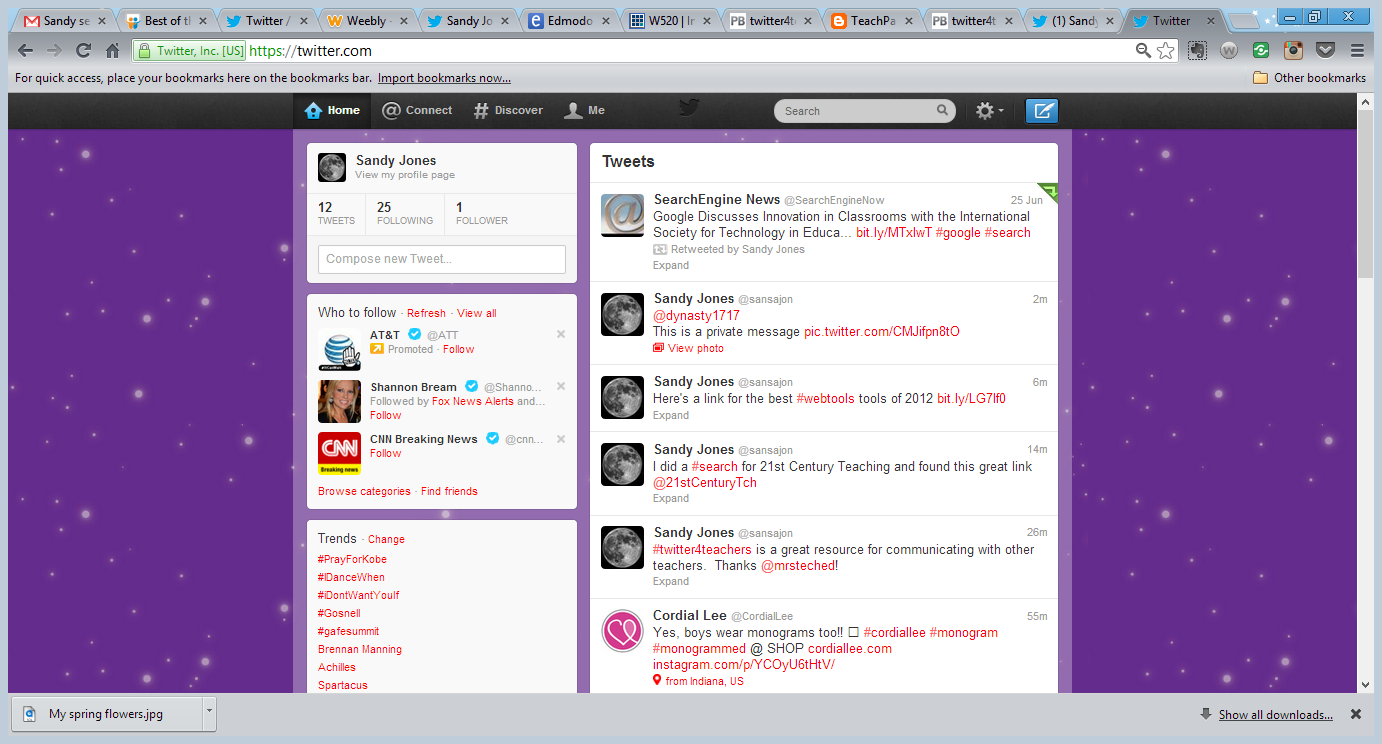 Sandy se
Best of th
Twitter /
Weebly -
Sandy Jo
Edmodo
W520 | In
twitter4te
TeachPa
twitter4t
(1) Sandy
Twitter
Twitter, Inc. [US] https://twitter.com
For quick access, place your bookmarks here on the bookmarks bar. Import bookmarks now...
Other bookmarks
Home
Connect
Discover
Me
Search
Sandy Jones
View my profile page
12 25 1
TWEETS FOLLOWING FOLLOWER
Compose new Tweet...
Who to follow · Refresh · View all
AT&T @ATT
Promoted · Follow
#ItCanWait
Shannon Bream @Shanno...
Followed by Fox News Alerts and...
Follow
CNN Breaking News @cnn...
Follow
CNN
Breaking news
Browse categories · Find friends
Trends · Change
#PrayForKobe
#IDanceWhen
#iDontWantYouIf
#Gosnell
#gafesummit
Brennan Manning
Achilles
Spartacus
Tweets
SearchEngine News @SearchEngineNow 25 Jun
Google Discusses Innovation in Classrooms with the International
Society for Technology in Educa... bit.ly/MTxlwT #google #search
Retweeted by Sandy Jones
Expand
Sandy Jones @sansajon 2m
@dynasty1717
This is a private message pic.twitter.com/CMJifpn8tO
View photo
Sandy Jones @sansajon 6m
Here's a link for the best #webtools tools of 2012 bit.ly/LG7lf0
Expand
Sandy Jones @sansajon 14m
I did a #search for 21st Century Teaching and found this great link
@21stCenturyTch
Expand
Sandy Jones @sansajon 26m
#twitter4teachers is a great resource for communicating with other
teachers. Thanks @mrsteched!
Expand
Cordial Lee @CordialLee 55m
Yes, boys wear monograms too!! #cordiallee #monogram
#monogrammed @ SHOP cordiallee.com
instagram.com/p/YCOyU6tHtV/
from Indiana, US
My spring flowers.jpg
Show all downloads...